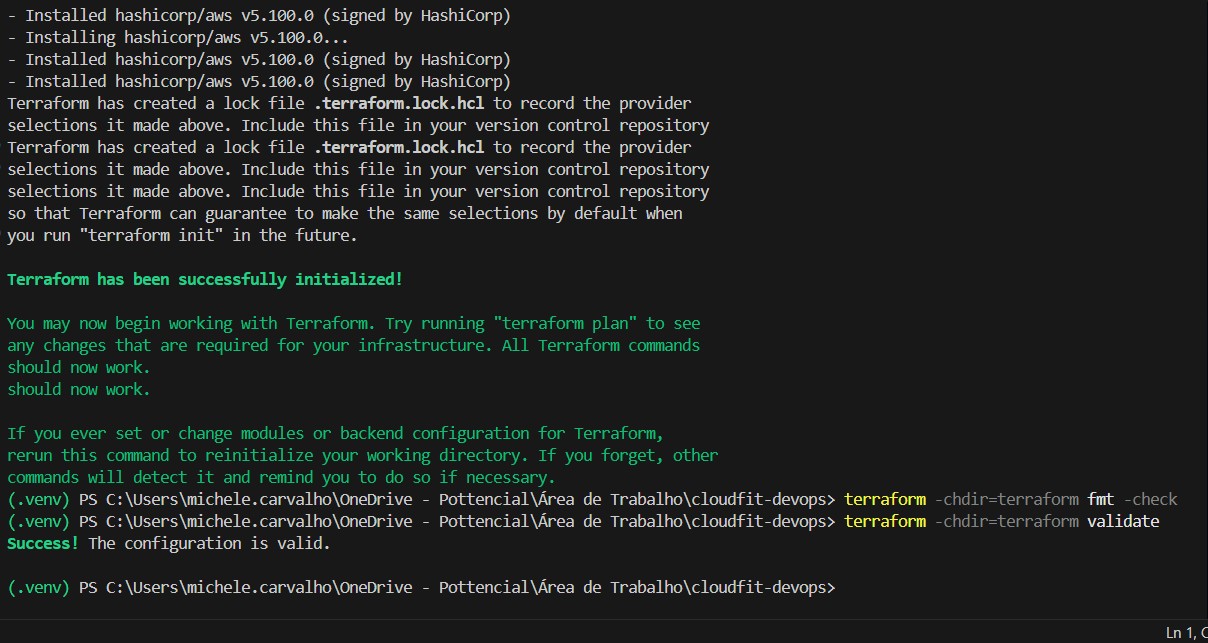 - Installed hashicorp/aws v5.100.0 (signed by HashiCorp)
- Installing hashicorp/aws v5.100.0...
- Installed hashicorp/aws v5.100.0 (signed by HashiCorp)
- Installed hashicorp/aws v5.100.0 (signed by HashiCorp)
Terraform has created a lock file .terraform.lock.hcl to record the provider
selections it made above. Include this file in your version control repository
Terraform has created a lock file .terraform.lock.hcl to record the provider
selections it made above. Include this file in your version control repository
selections it made above. Include this file in your version control repository
so that Terraform can guarantee to make the same selections by default when
you run "terraform init" in the future.
Terraform has been successfully initialized!
You may now begin working with Terraform. Try running "terraform plan" to see
any changes that are required for your infrastructure. All Terraform commands
should now work.
should now work.
If you ever set or change modules or backend configuration for Terraform,
rerun this command to reinitialize your working directory. If you forget, other
commands will detect it and remind you to do so if necessary.
(.venv) PS C:\Users\michele.carvalho\OneDrive - Pottencial\Área de Trabalho\cloudfit-devops> terraform -chdir=terraform fmt -check
(.venv) PS C:\Users\michele.carvalho\OneDrive - Pottencial\Área de Trabalho\cloudfit-devops> terraform -chdir=terraform validate
Success! The configuration is valid.
(.venv) PS C:\Users\michele.carvalho\OneDrive - Pottencial\Área de Trabalho\cloudfit-devops>
Ln 1,